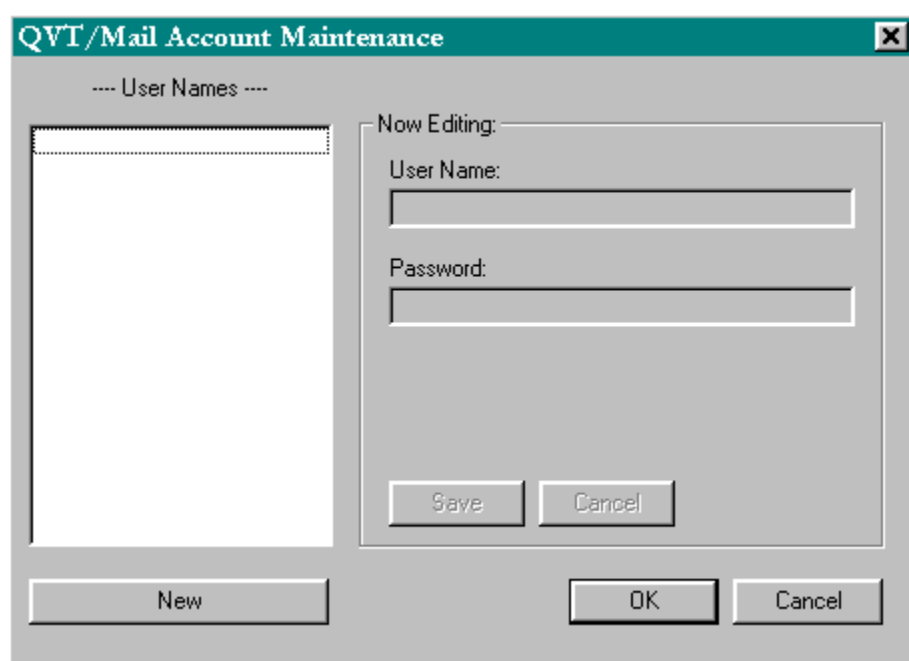 QVT/Mail Account Maintenance
---- User Names ----
Now Editing:
User Name:
Password:
Save Cancel
New OK Cancel